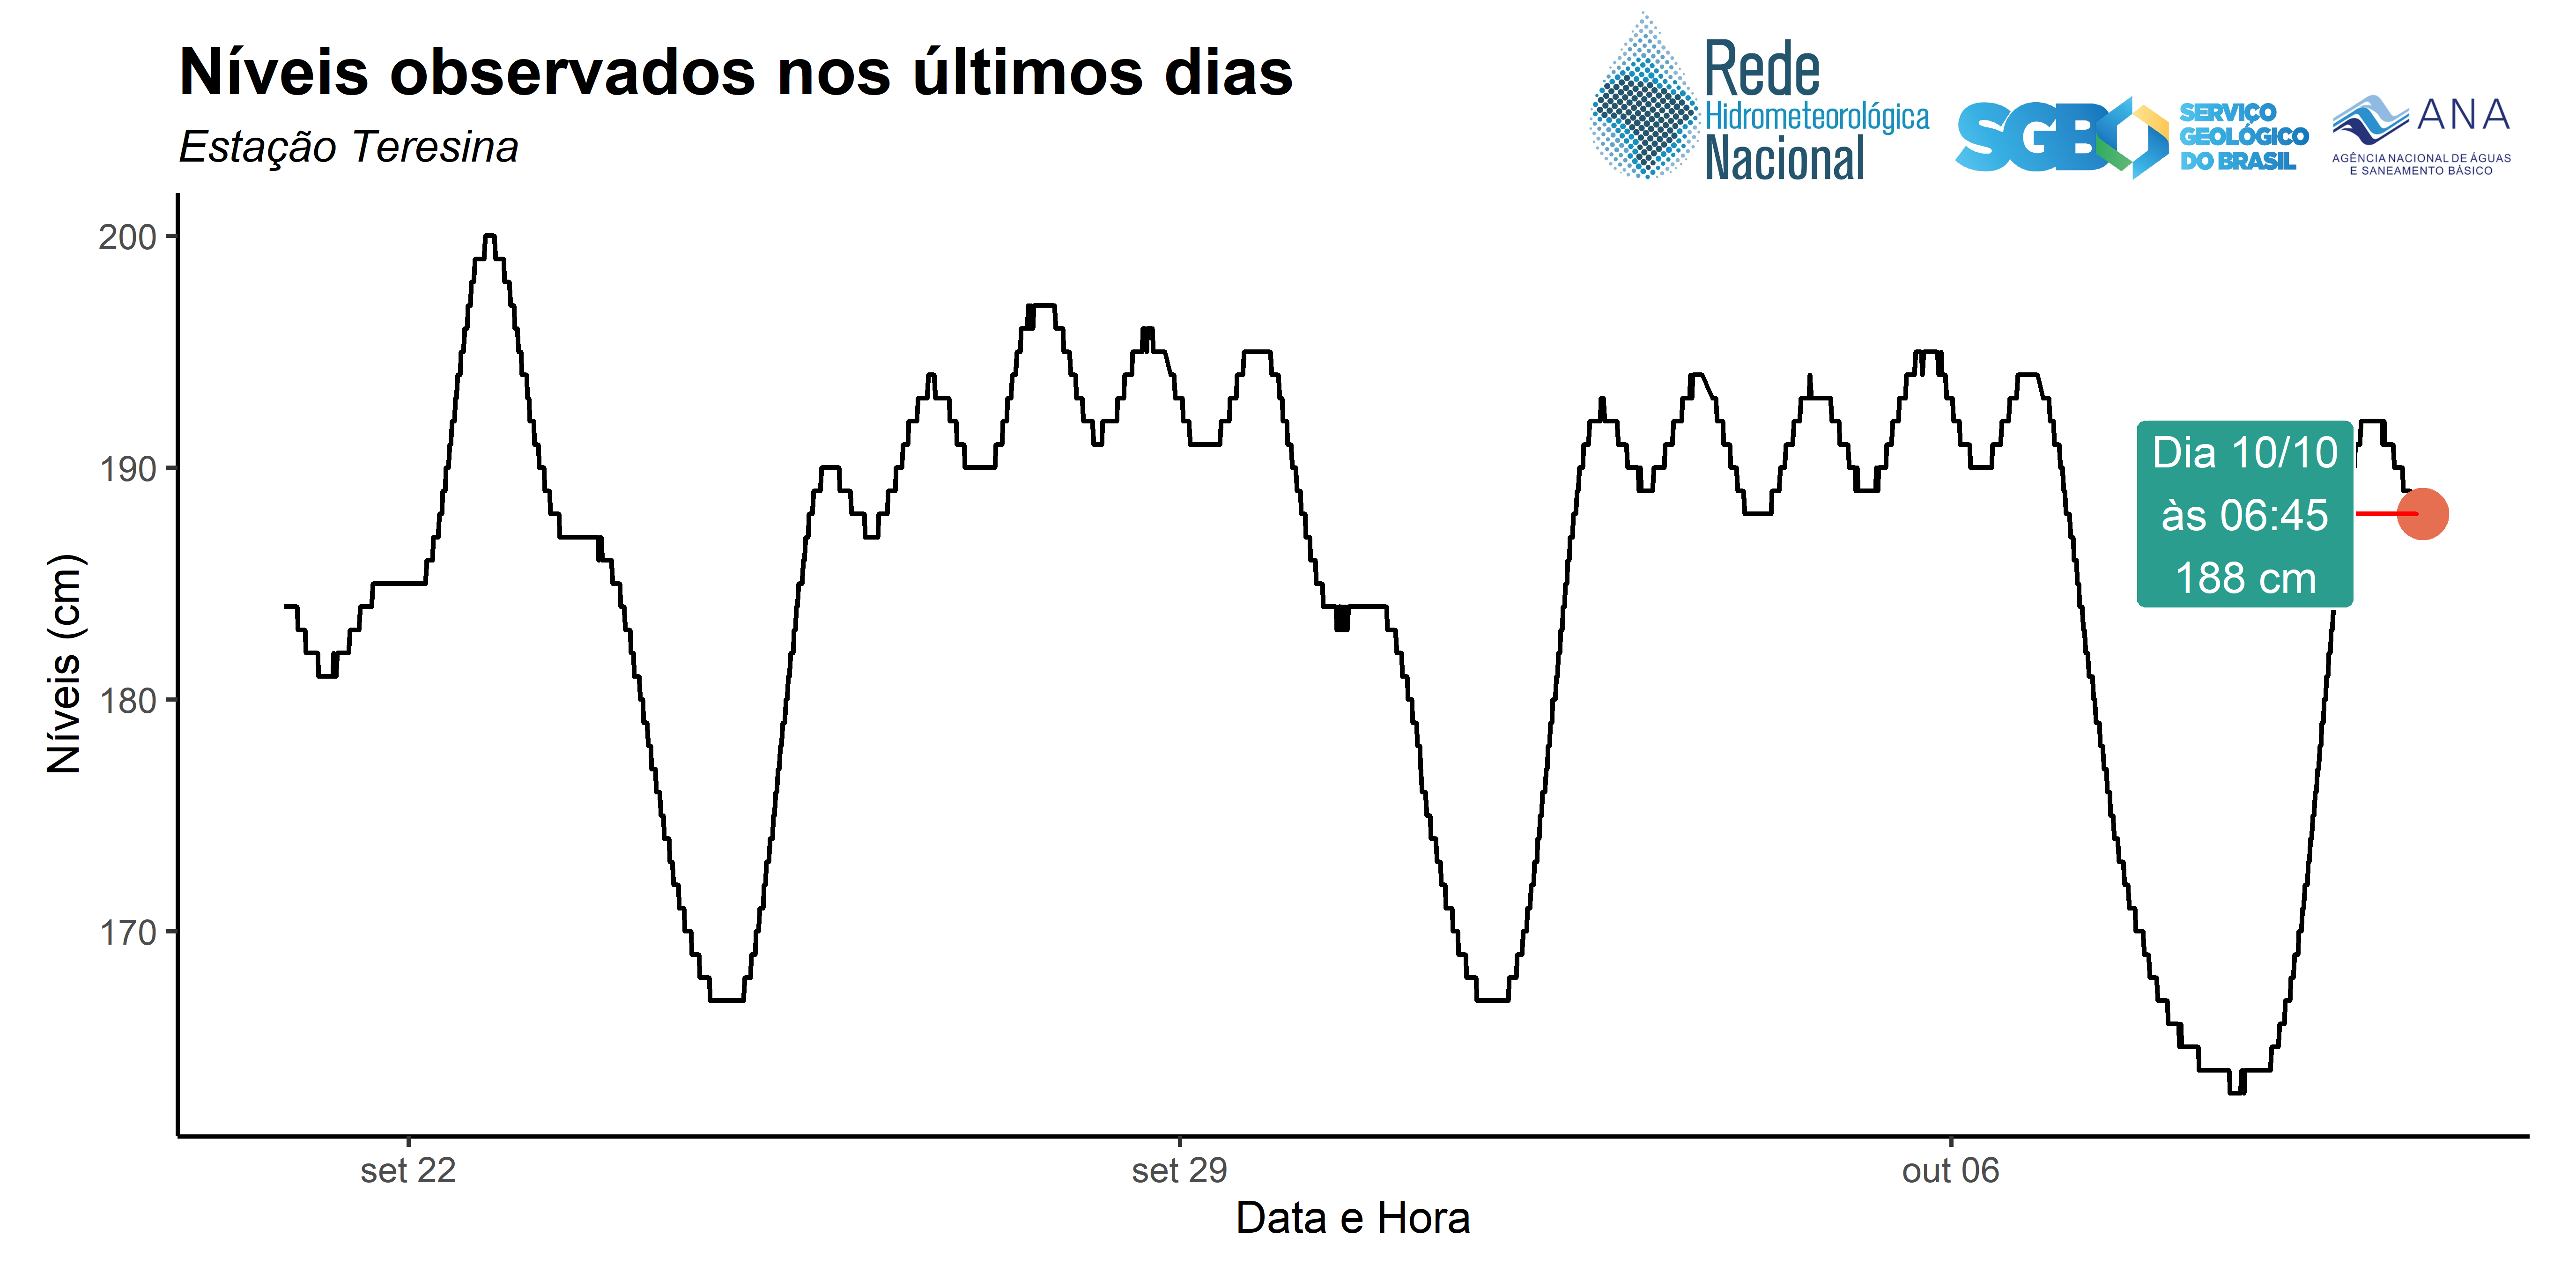 Níveis observados nos últimos dias
Estação Teresina
Rede
Hidrometeorológica
Nacional
SGB
SERVIÇO
GEOLÓGICO
DO BRASIL
ANA
AGÊNCIA NACIONAL DE ÁGUAS
E SANEAMENTO BÁSICO
200
190
180
170
Níveis (cm)
Dia 10/10
às 06:45
188 cm
set 22
set 29
out 06
Data e Hora